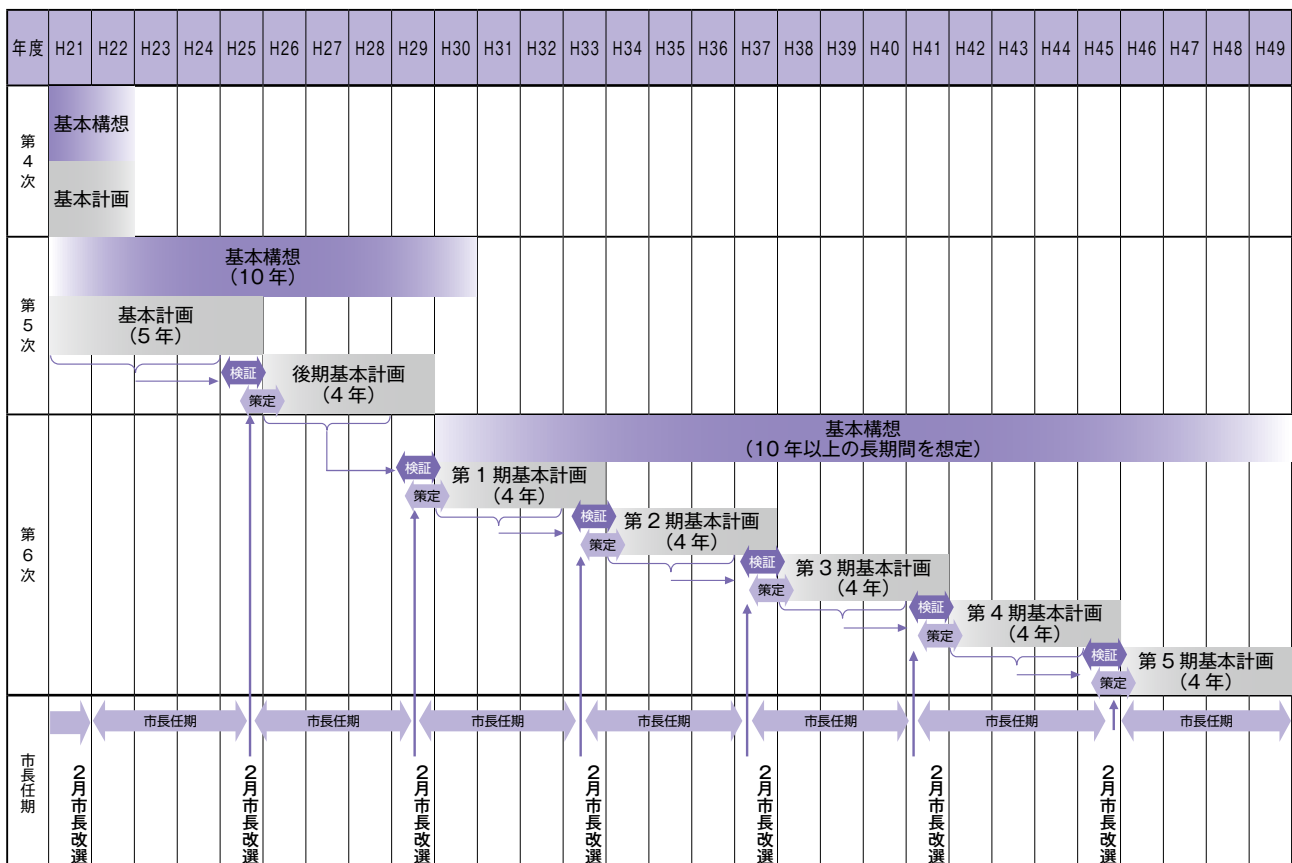 年度 H21 H22 H23 H24 H25 H26 H27 H28 H29 H30 H31 H32 H33 H34 H35 H36 H37 H38 H39 H40 H41 H42 H43 H44 H45 H46 H47 H48 H49
第4次
基本構想
基本計画
第5次
基本構想
（10年）
基本計画
（5年）
検証
策定
後期基本計画
（4年）
第6次
基本構想
（10年以上の長期間を想定）
検証
策定
第1期基本計画
（4年）
検証
策定
第2期基本計画
（4年）
検証
策定
第3期基本計画
（4年）
検証
策定
第4期基本計画
（4年）
検証
策定
第5期基本計画
（4年）
市長任期
市長任期 市長任期 市長任期 市長任期 市長任期 市長任期 市長任期
2月市長改選 2月市長改選 2月市長改選 2月市長改選 2月市長改選 2月市長改選 2月市長改選